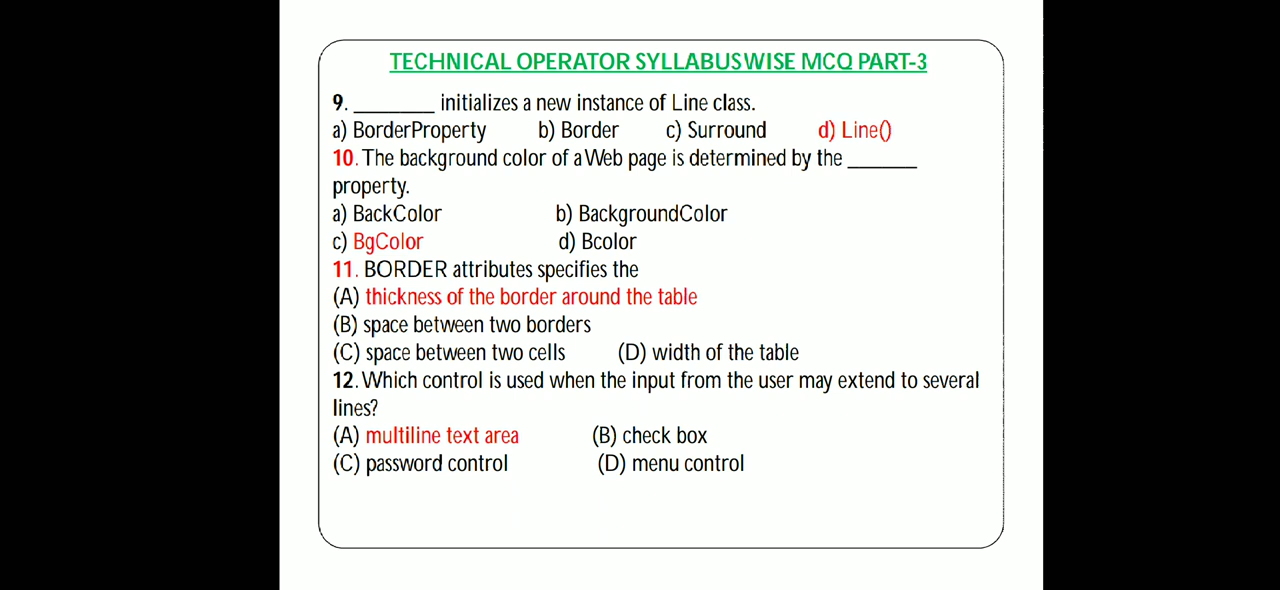 TECHNICAL OPERATOR SYLLABUSWISE MCQ PART-3
9. _______ initializes a new instance of Line class.
a) BorderProperty b) Border c) Surround d) Line()
10. The background color of a Web page is determined by the ______
property.
a) BackColor b) BackgroundColor
c) BgColor d) Bcolor
11. BORDER attributes specifies the
(A) thickness of the border around the table
(B) space between two borders
(C) space between two cells (D) width of the table
12. Which control is used when the input from the user may extend to several
lines?
(A) multiline text area (B) check box
(C) password control (D) menu control